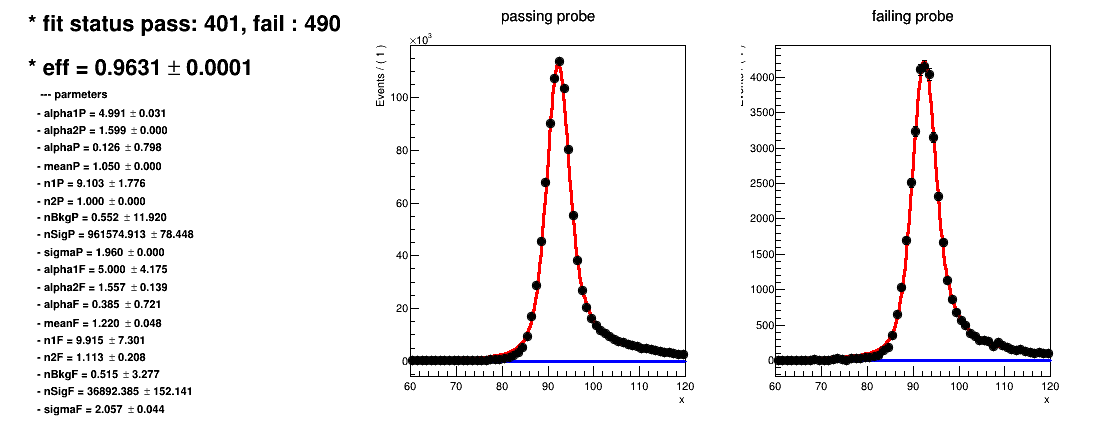 * fit status pass: 401, fail : 490
* eff = 0.9631 ± 0.0001
--- parmeters
- alpha1P = 4.991 ± 0.031
- alpha2P = 1.599 ± 0.000
- alphaP = 0.126 ± 0.798
- meanP = 1.050 ± 0.000
- n1P = 9.103 ± 1.776
- n2P = 1.000 ± 0.000
- nBkgP = 0.552 ± 11.920
- nSigP = 961574.913 ± 78.448
- sigmaP = 1.960 ± 0.000
- alpha1F = 5.000 ± 4.175
- alpha2F = 1.557 ± 0.139
- alphaF = 0.385 ± 0.721
- meanF = 1.220 ± 0.048
- n1F = 9.915 ± 7.301
- n2F = 1.113 ± 0.208
- nBkgF = 0.515 ± 3.277
- nSigF = 36892.385 ± 152.141
- sigmaF = 2.057 ± 0.044
passing probe
×10³
Events / ( 1 )
100
80
60
40
20
0
60 70 80 90 100 110 120
x
failing probe
4000
3500
3000
2500
2000
1500
1000
500
0
60 70 80 90 100 110 120
x